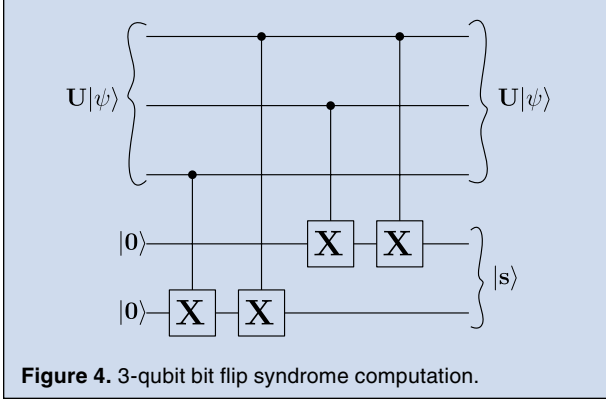 U|ψ⟩ U|ψ⟩
|0⟩ X X
|s⟩
|0⟩ X X
Figure 4. 3-qubit bit flip syndrome computation.